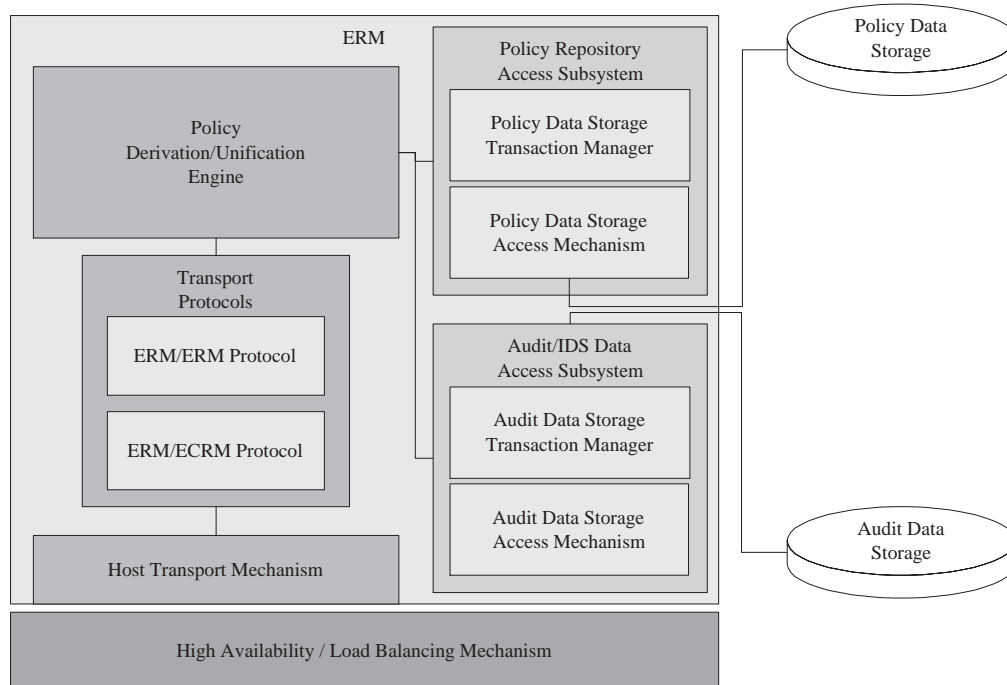 ERM
Policy
Derivation/Unification
Engine
Transport
Protocols
ERM/ERM Protocol
ERM/ECRM Protocol
Host Transport Mechanism
Policy Repository
Access Subsystem
Policy Data Storage
Transaction Manager
Policy Data Storage
Access Mechanism
Audit/IDS Data
Access Subsystem
Audit Data Storage
Transaction Manager
Audit Data Storage
Access Mechanism
Policy Data
Storage
Audit Data
Storage
High Availability / Load Balancing Mechanism